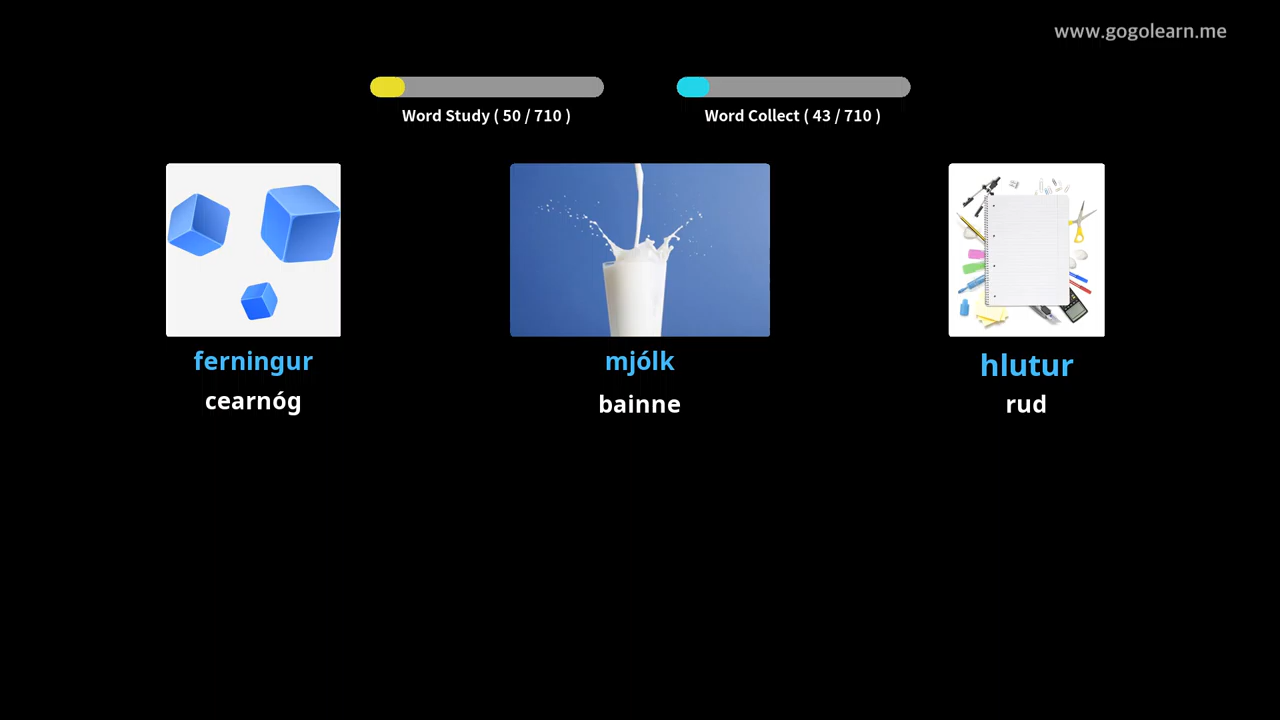 www.gogolearn.me
Word Study ( 50 / 710 )
Word Collect ( 43 / 710 )
ferningur
cearnóg
mjólk
bainne
hlutur
rud